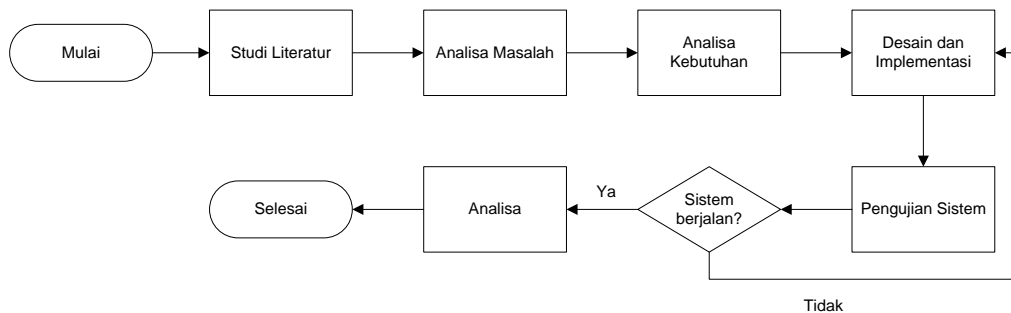 Mulai
Studi Literatur
Analisa Masalah
Analisa
Kebutuhan
Desain dan
Implementasi
Selesai
Analisa
Ya
Sistem
berjalan?
Pengujian Sistem
Tidak